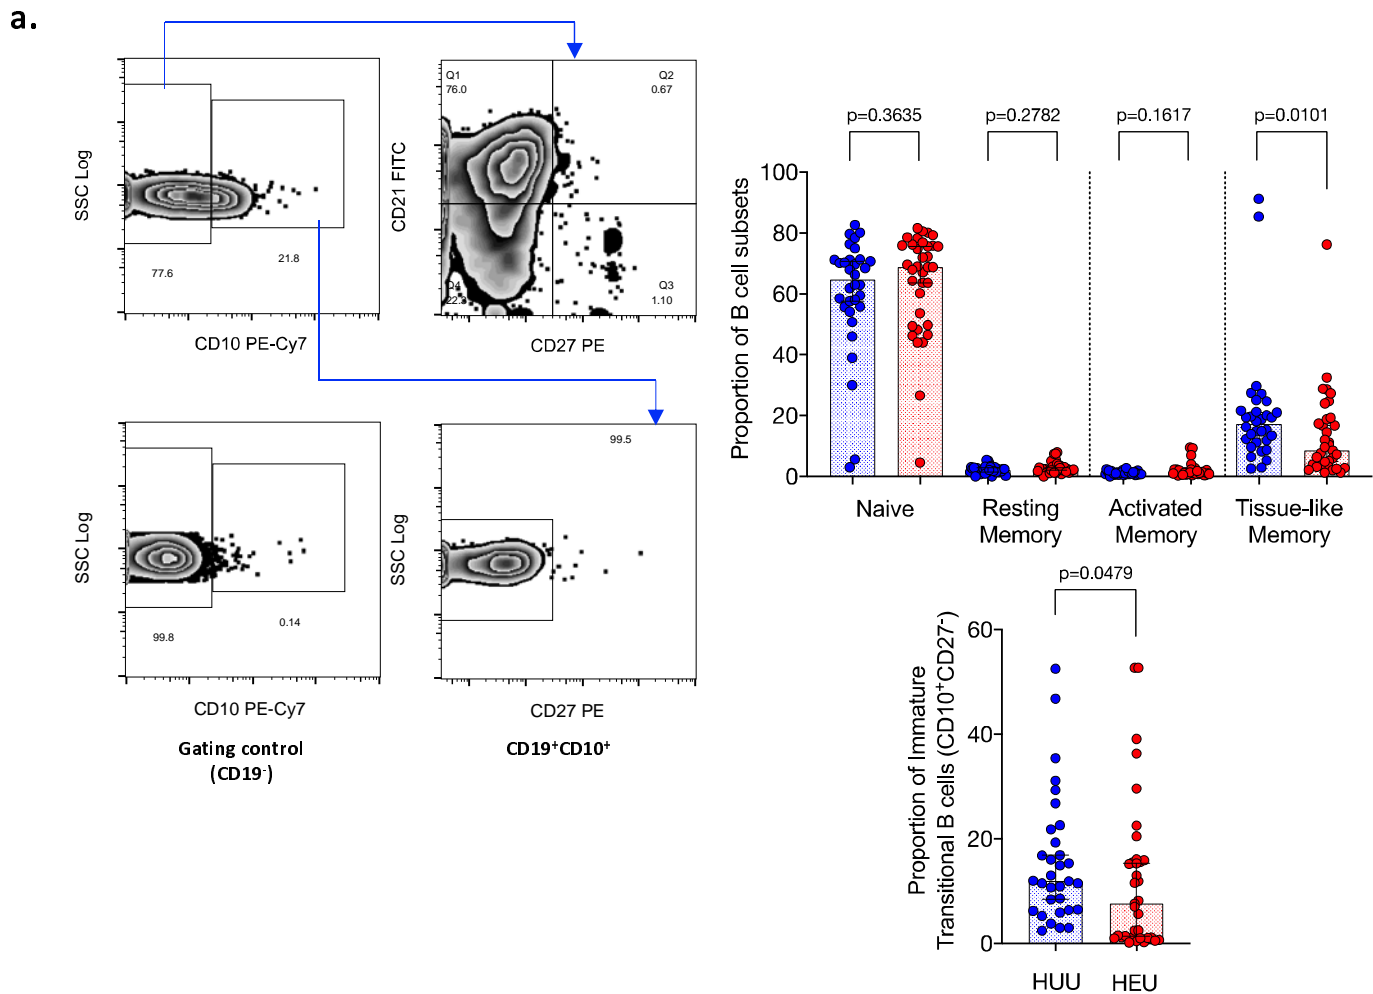 a.
Q1
76.0
Q2
0.67
Q4
22.3
Q3
1.10
SSC Log
77.6
21.8
CD10 PE-Cy7
CD21 FITC
CD27 PE
SSC Log
99.8
0.14
CD10 PE-Cy7
Gating control
(CD19-)
SSC Log
99.5
CD27 PE
CD19+CD10+
p=0.3635
p=0.2782
p=0.1617
p=0.0101
Proportion of B cell subsets
100
80
60
40
20
0
Naive
Resting
Memory
Activated
Memory
Tissue-like
Memory
p=0.0479
Proportion of Immature
Transitional B cells (CD10+CD27-)
60
40
20
0
HUU
HEU